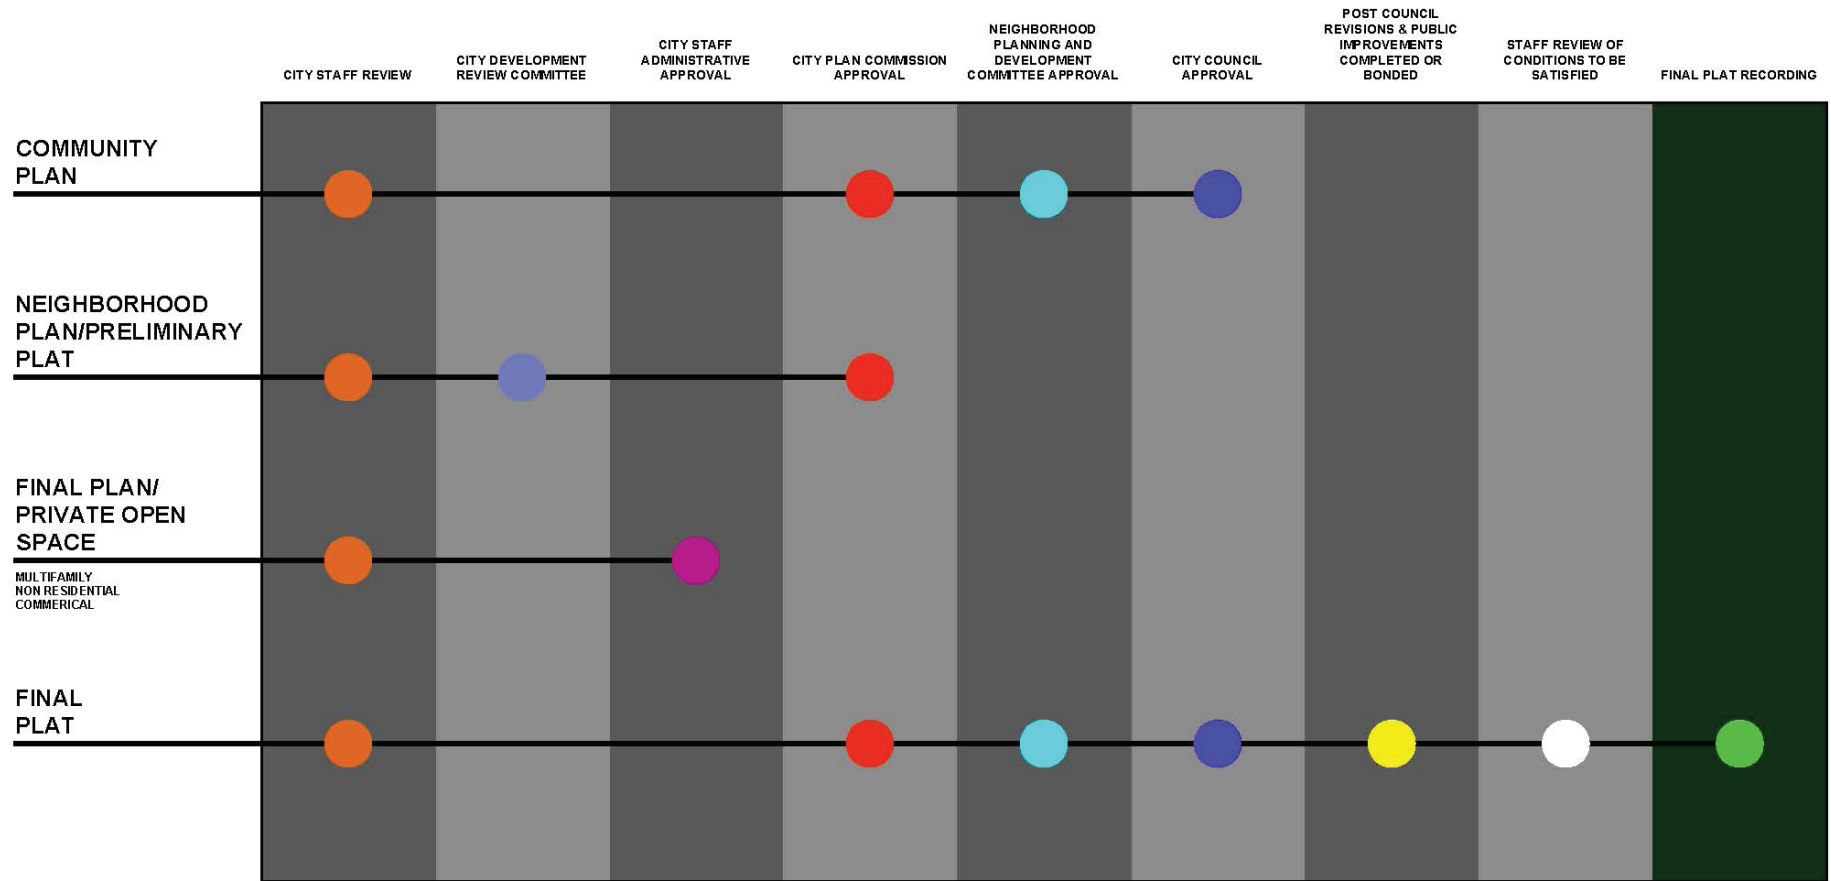 CITY STAFF REVIEW
CITY DEVELOPMENT
REVIEW COMMITTEE
CITY STAFF
ADMINISTRATIVE
APPROVAL
CITY PLAN COMMISSION
APPROVAL
NEIGHBORHOOD
PLANNING AND
DEVELOPMENT
COMMITTEE APPROVAL
CITY COUNCIL
APPROVAL
POST COUNCIL
REVISIONS & PUBLIC
IMPROVEMENTS
COMPLETED OR
BONDED
STAFF REVIEW OF
CONDITIONS TO BE
SATISFIED
FINAL PLAT RECORDING
COMMUNITY
PLAN
NEIGHBORHOOD
PLAN/PRELIMINARY
PLAT
FINAL PLAN/
PRIVATE OPEN
SPACE
MULTIFAMILY
NON RESIDENTIAL
COMMERICAL
FINAL
PLAT